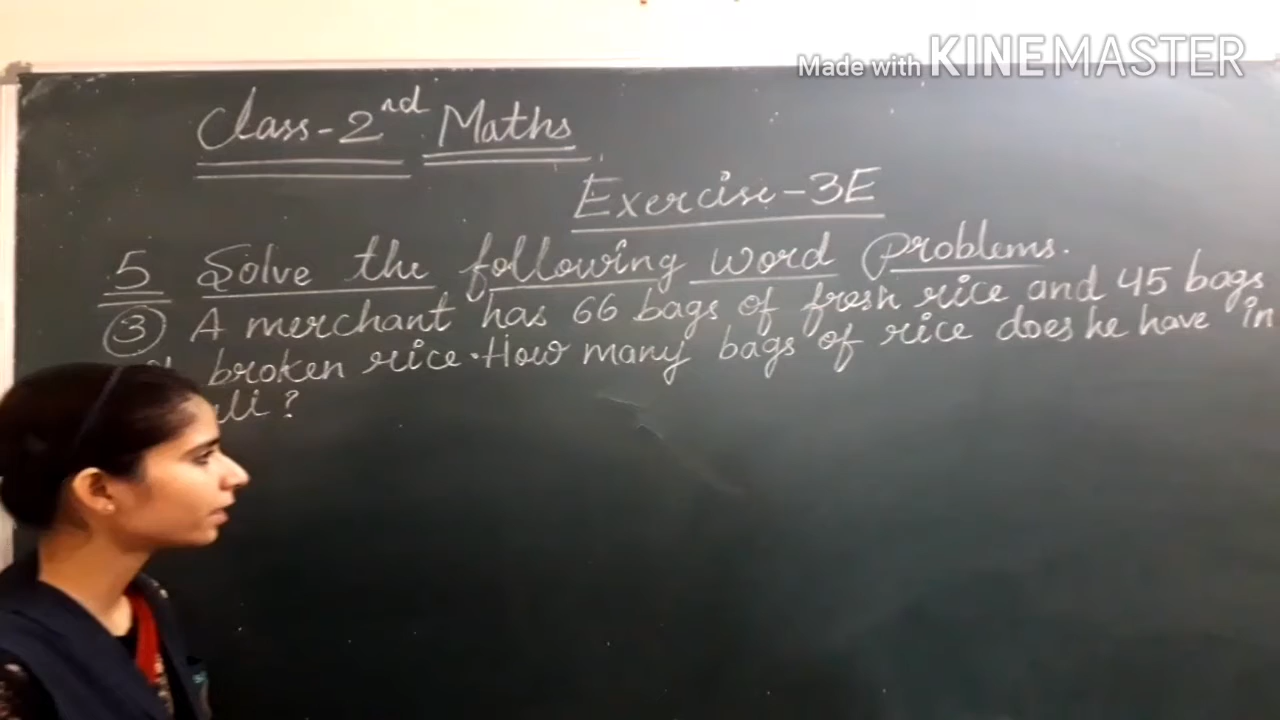 Made with KINEMASTER
Class-2nd Maths
Exercise-3E
5 Solve the following word problems.
3 A merchant has 66 bags of fresh rice and 45 bags
broken rice. How many bags of rice does he have in
?